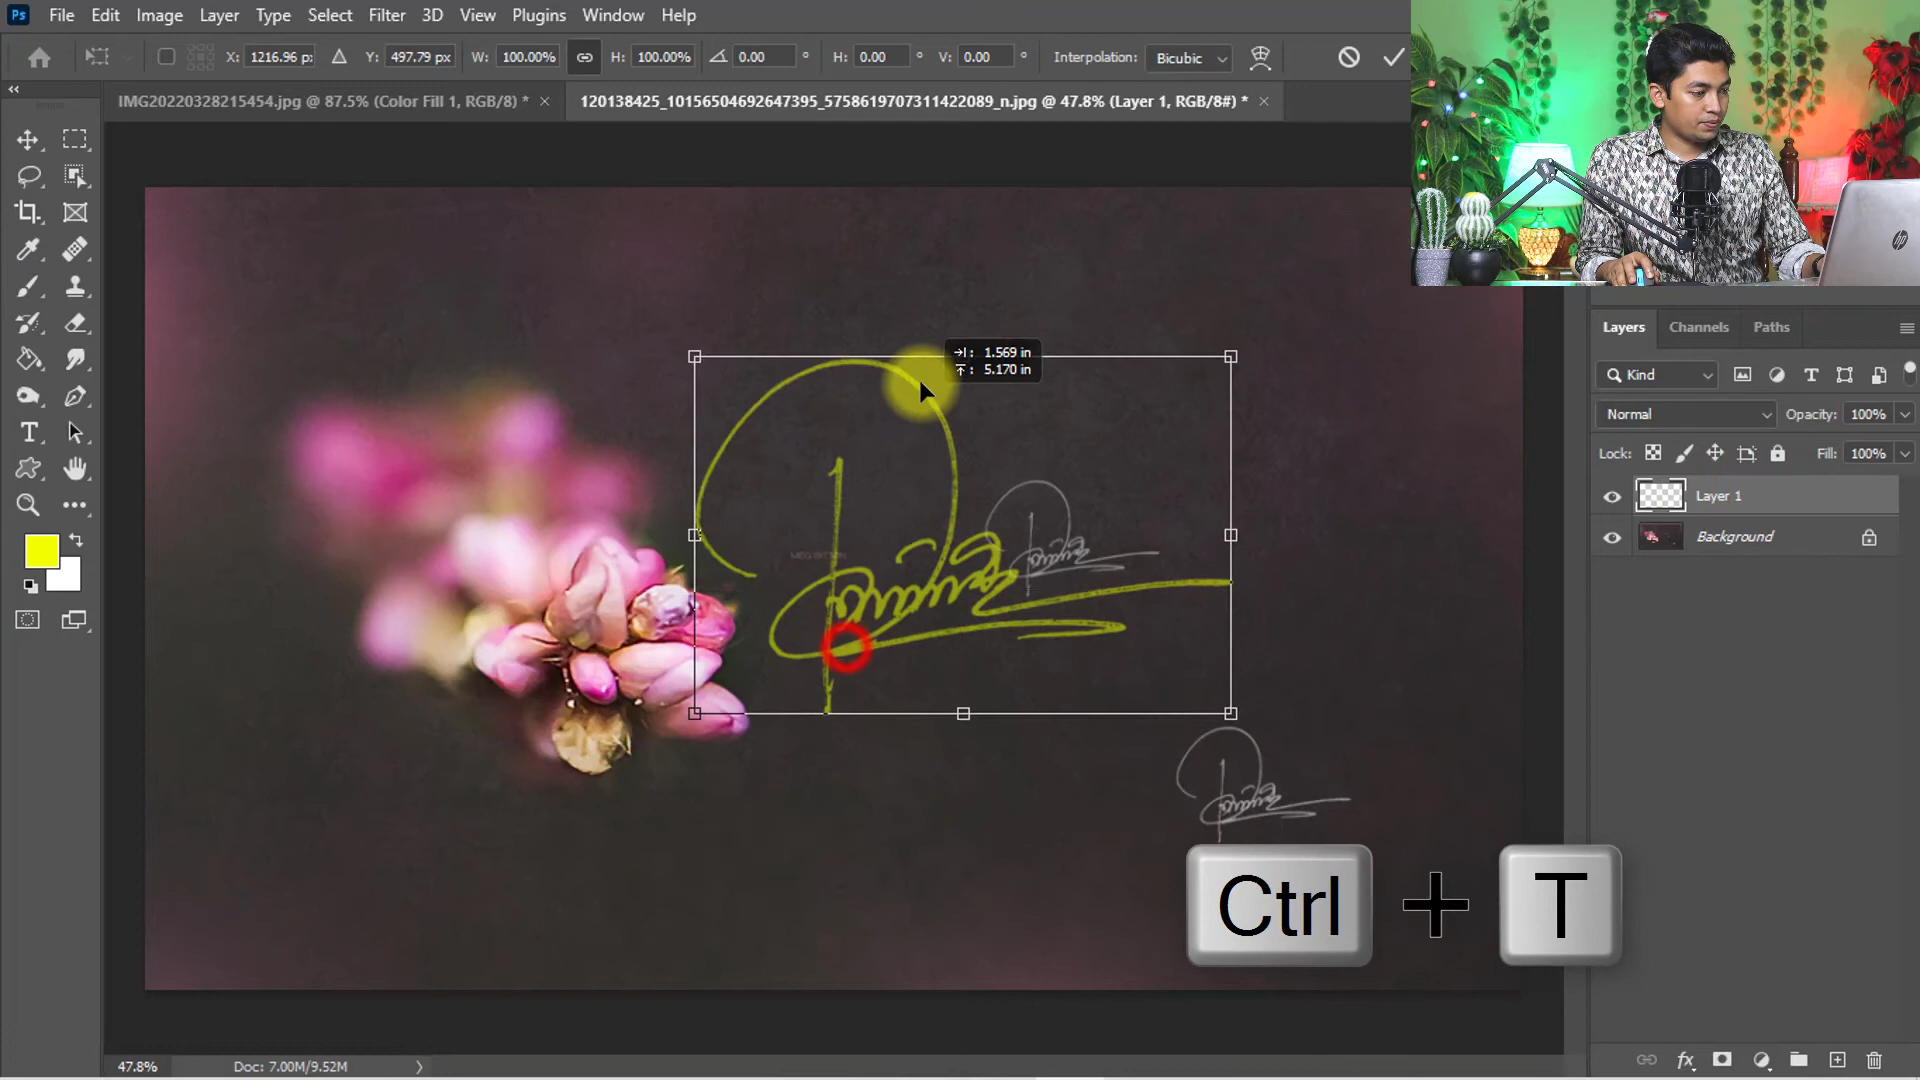 Ps File Edit Image Layer Type Select Filter 3D View Plugins Window Help
X: 1216.96 px Y: 497.79 px W: 100.00% H: 100.00% 0.00 ° H: 0.00 ° V: 0.00 ° Interpolation: Bicubic
IMG20220328215454.jpg @ 87.5% (Color Fill 1, RGB/8) * × 120138425_10156504692647395_5758619707311422089_n.jpg @ 47.8% (Layer 1, RGB/8#) * ×
hp
Layers Channels Paths
→|: 1.569 in
5.170 in
Kind
Normal Opacity: 100%
Lock: Fill: 100%
Layer 1
Background
Ctrl + T
47.8% Doc: 7.00M/9.52M